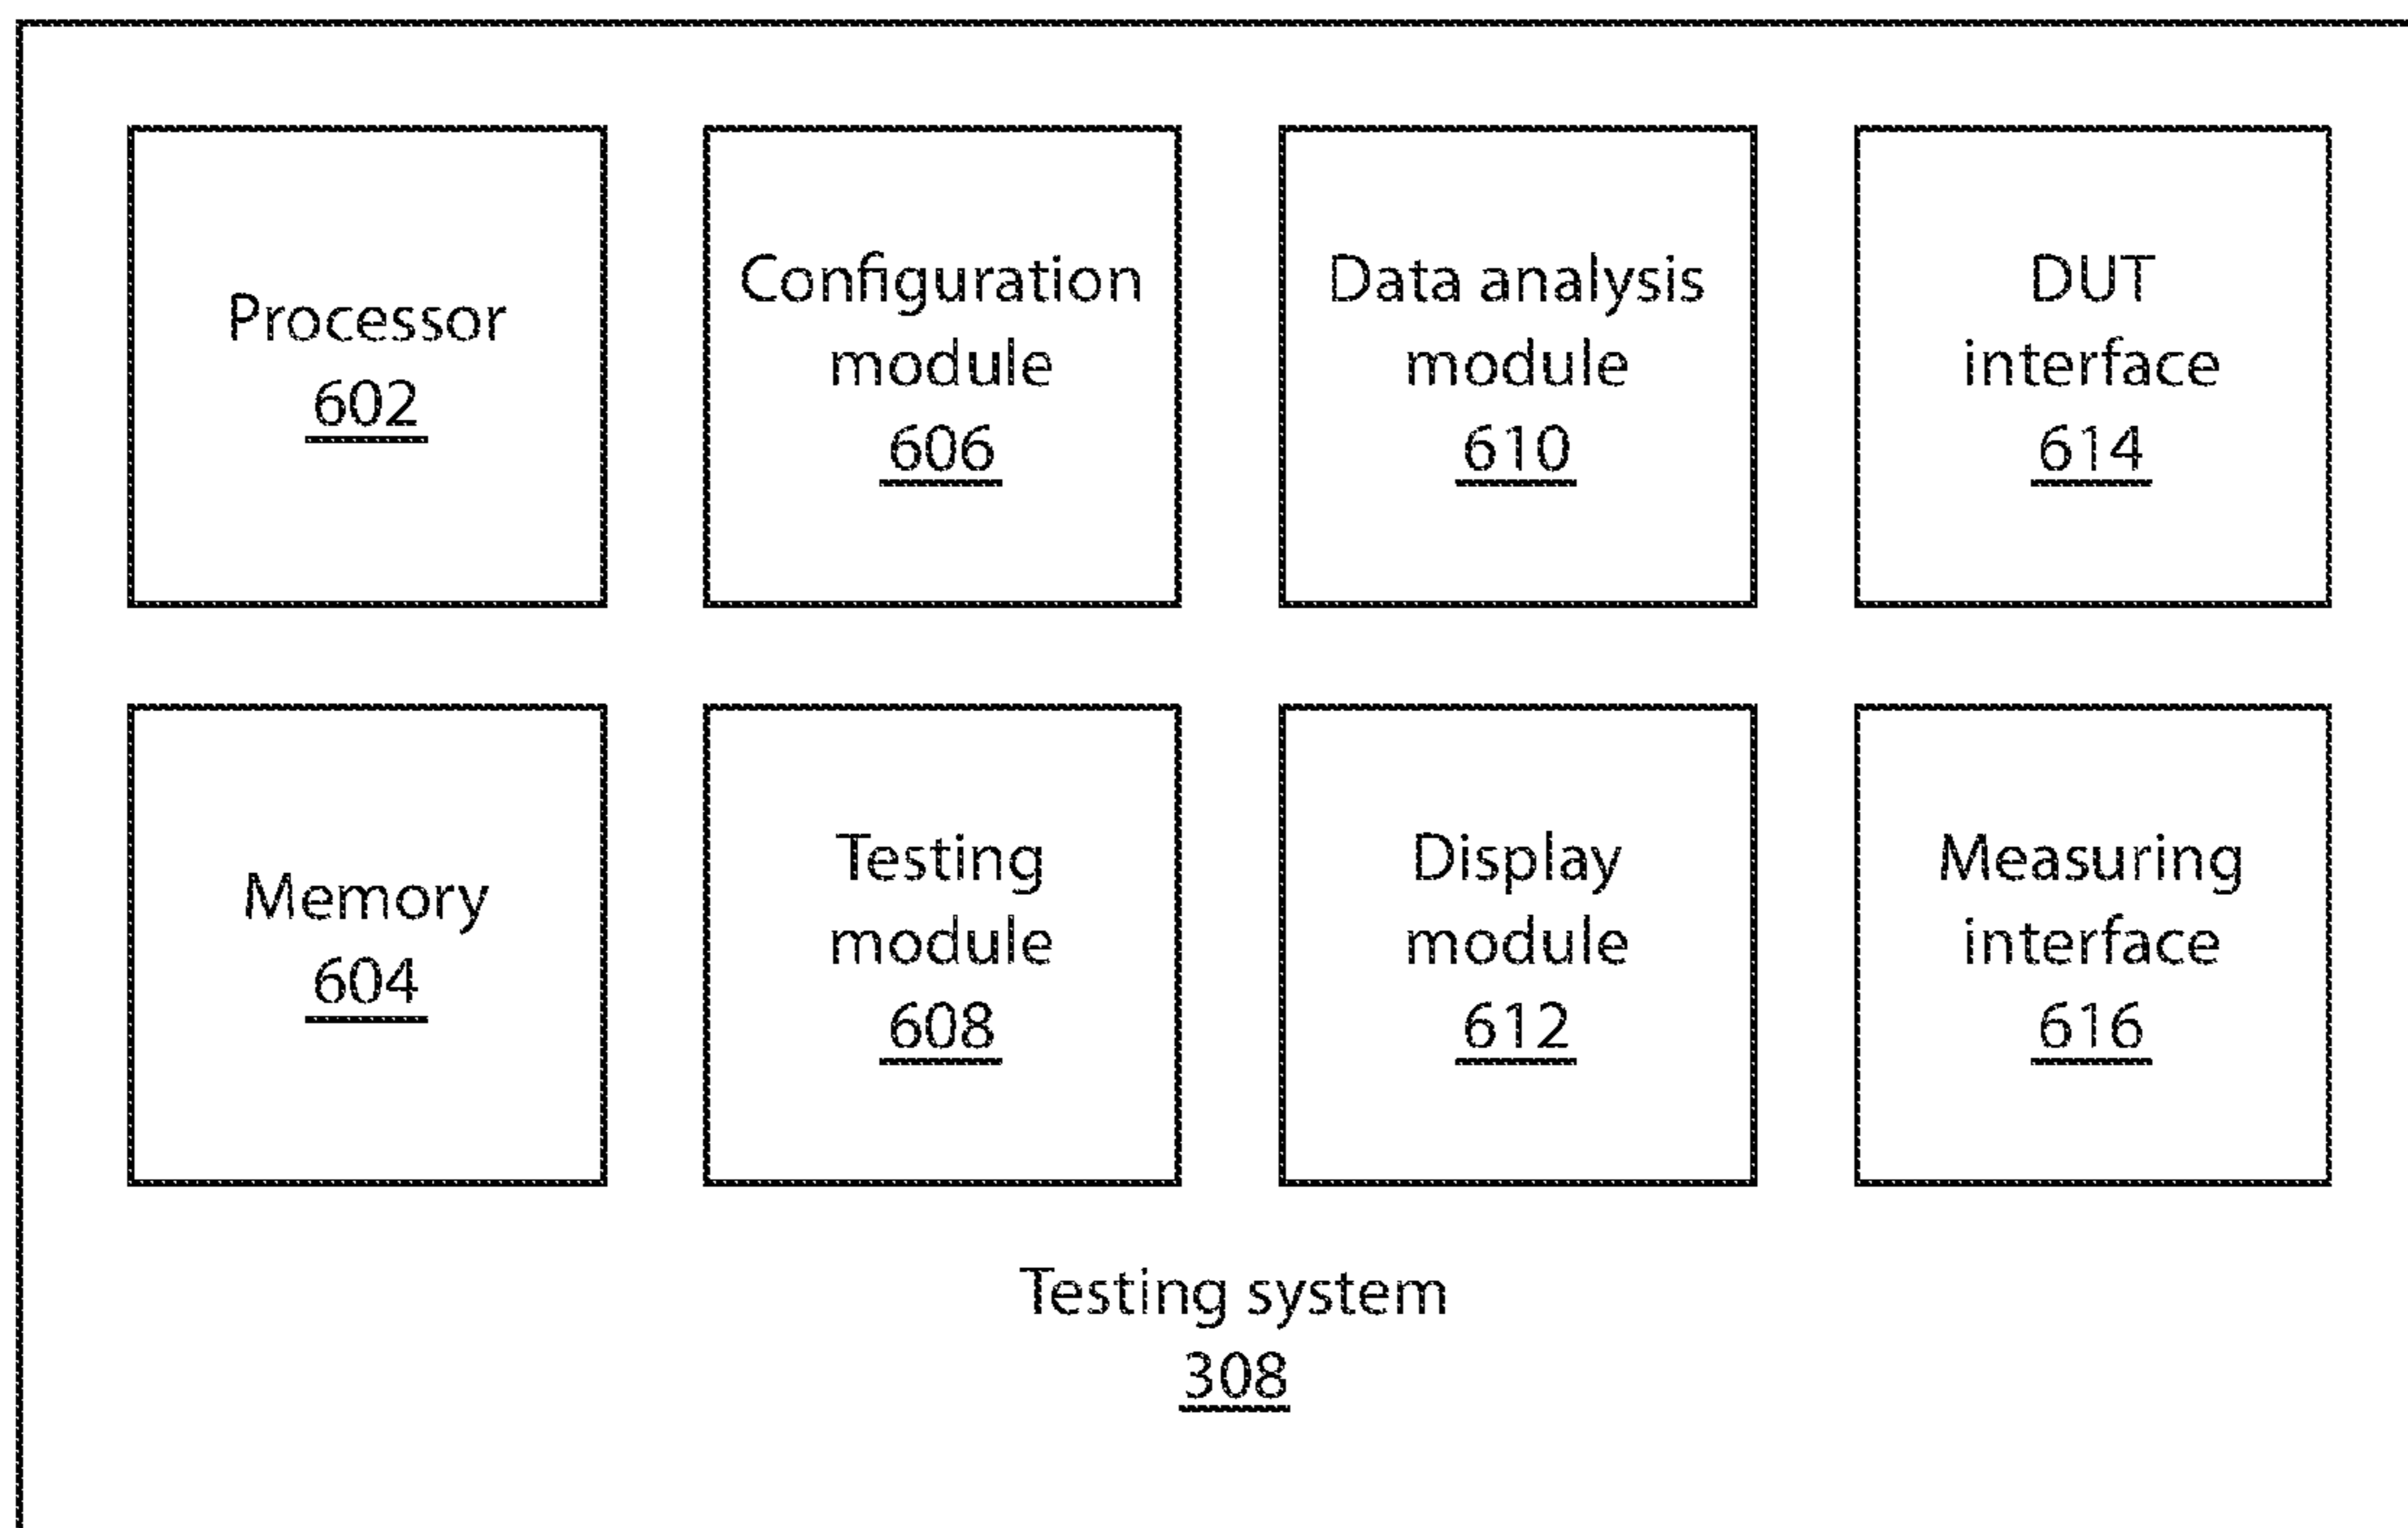 Processor
602
Configuration
module
606
Data analysis
module
610
DUT
interface
614
Memory
604
Testing
module
608
Display
module
612
Measuring
interface
616
Testing system
308